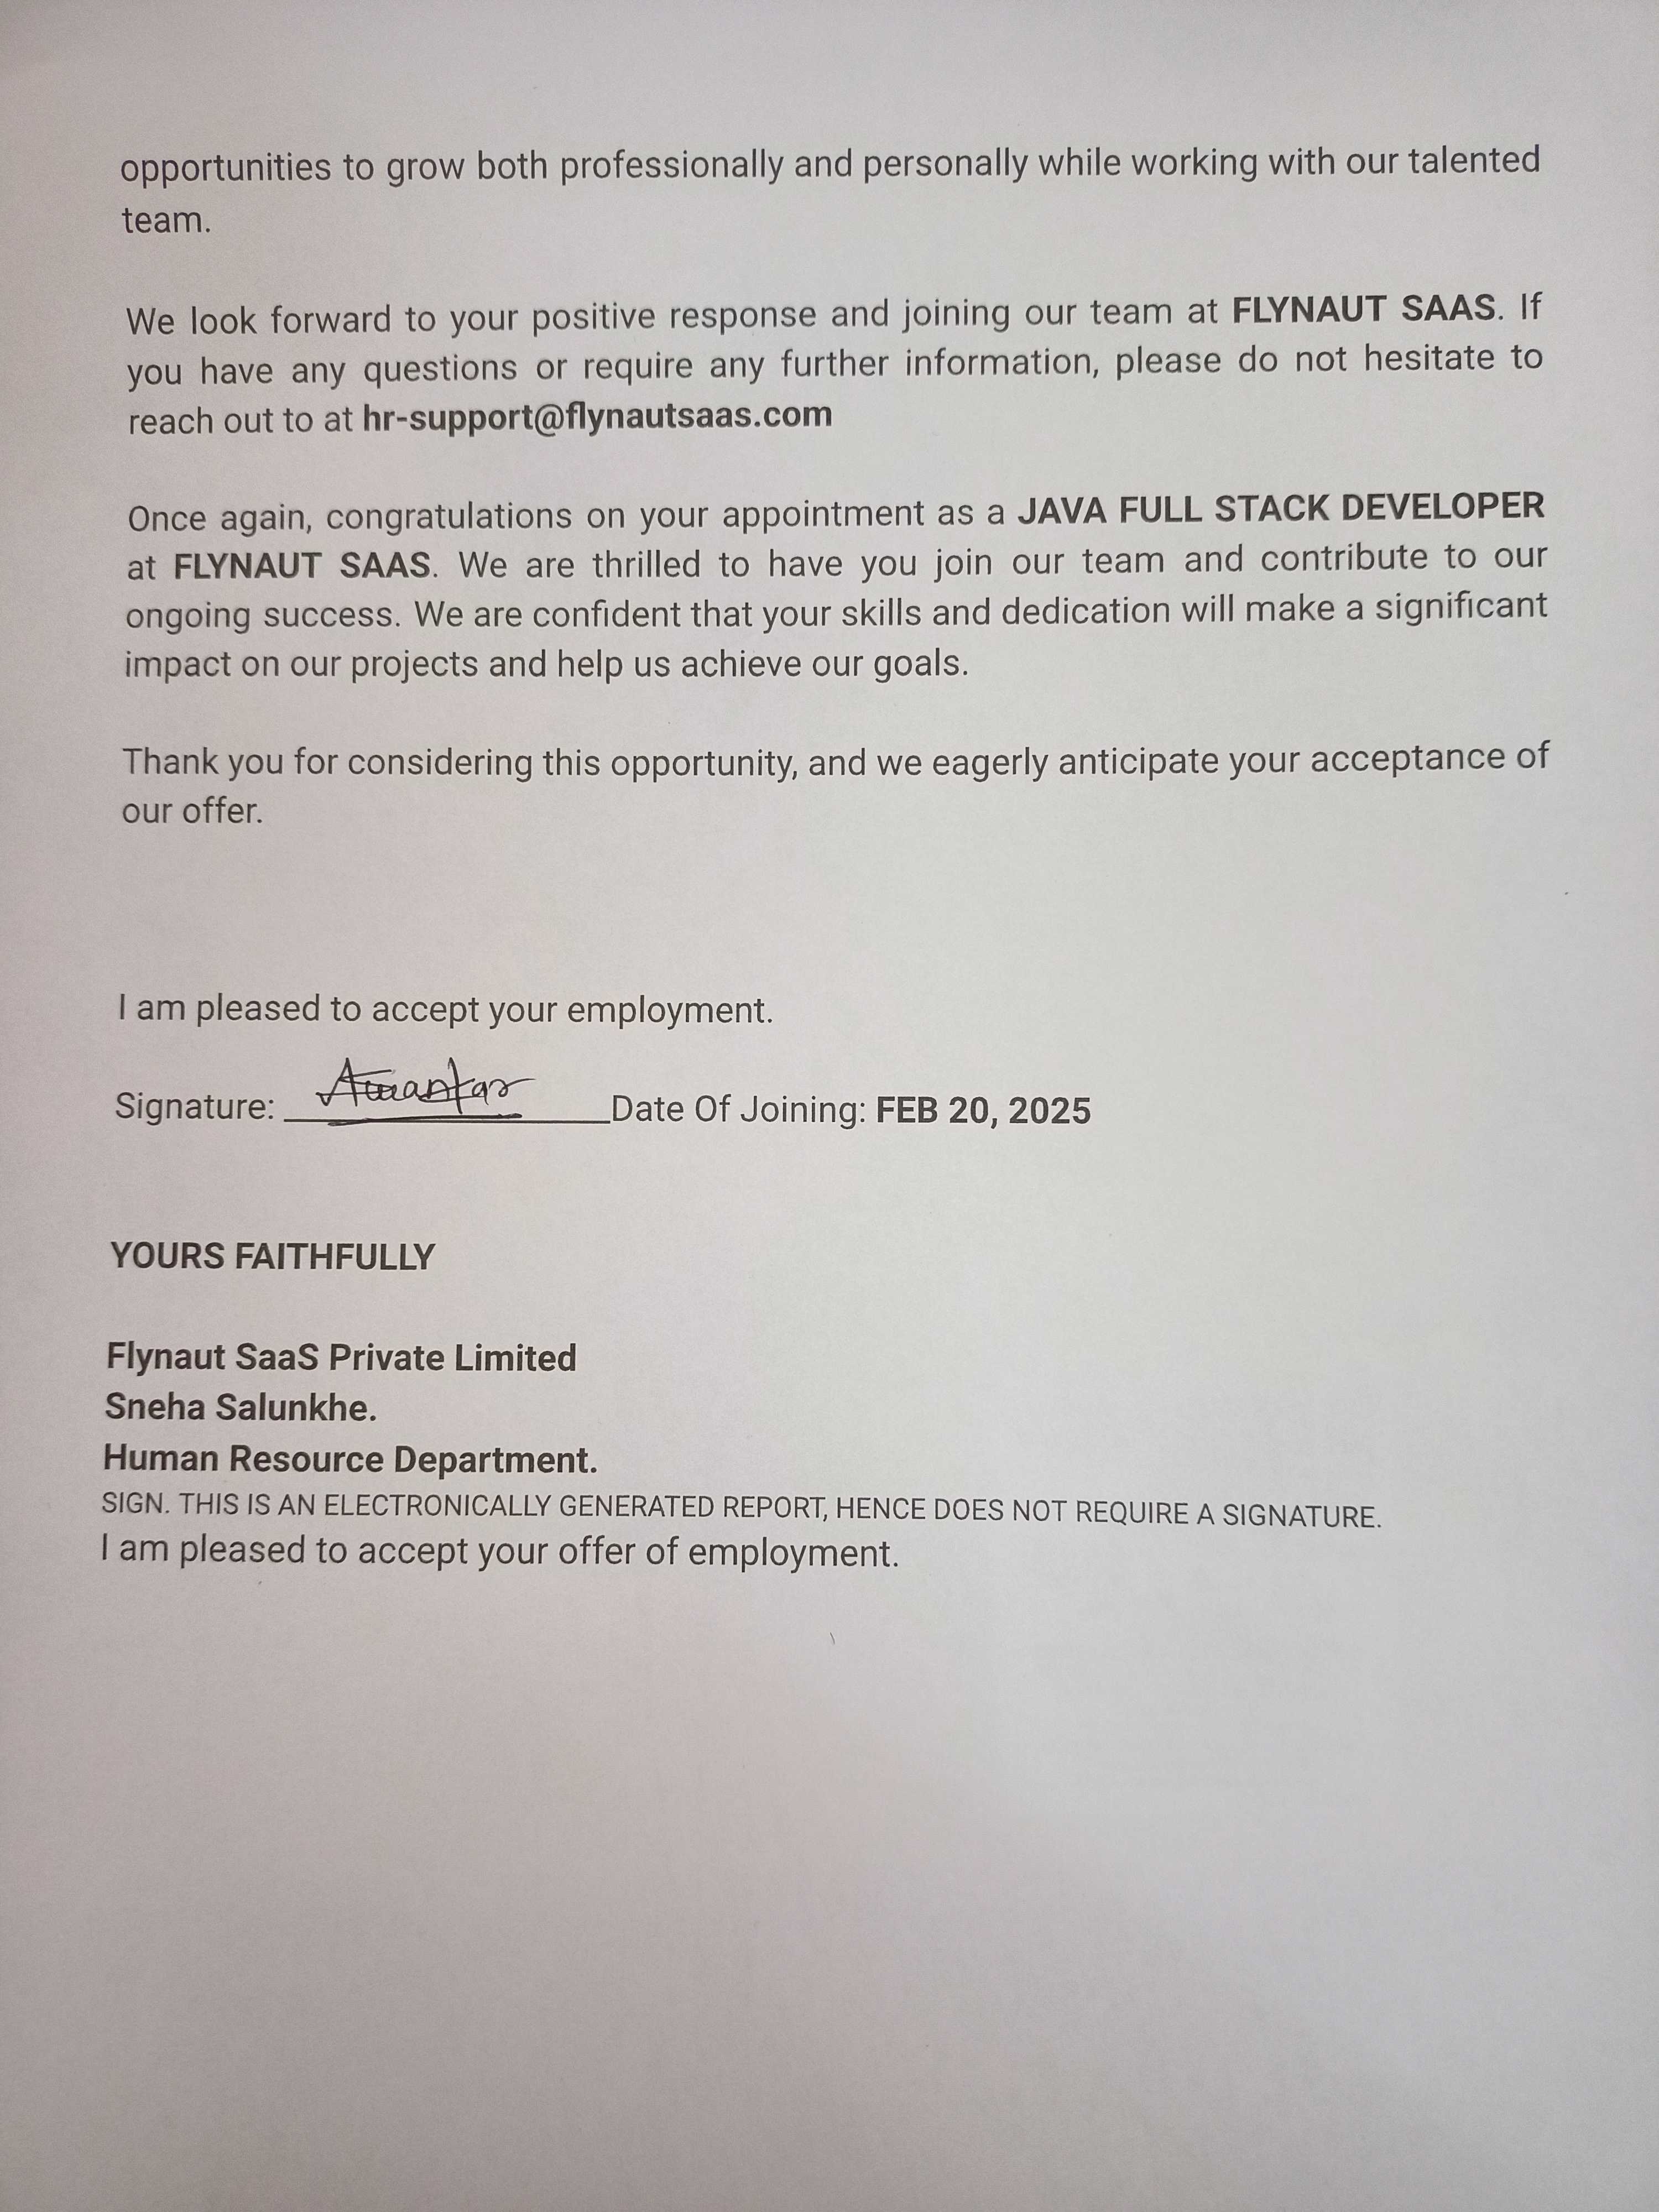 opportunities to grow both professionally and personally while working with our talented
team.
We look forward to your positive response and joining our team at FLYNAUT SAAS. If
you have any questions or require any further information, please do not hesitate to
reach out to at hr-support@flynautsaas.com
Once again, congratulations on your appointment as a JAVA FULL STACK DEVELOPER
at FLYNAUT SAAS. We are thrilled to have you join our team and contribute to our
ongoing success. We are confident that your skills and dedication will make a significant
impact on our projects and help us achieve our goals.
Thank you for considering this opportunity, and we eagerly anticipate your acceptance of
our offer.
I am pleased to accept your employment.
Signature: Date Of Joining: FEB 20, 2025
YOURS FAITHFULLY
Flynaut SaaS Private Limited
Sneha Salunkhe.
Human Resource Department.
SIGN. THIS IS AN ELECTRONICALLY GENERATED REPORT, HENCE DOES NOT REQUIRE A SIGNATURE.
I am pleased to accept your offer of employment.